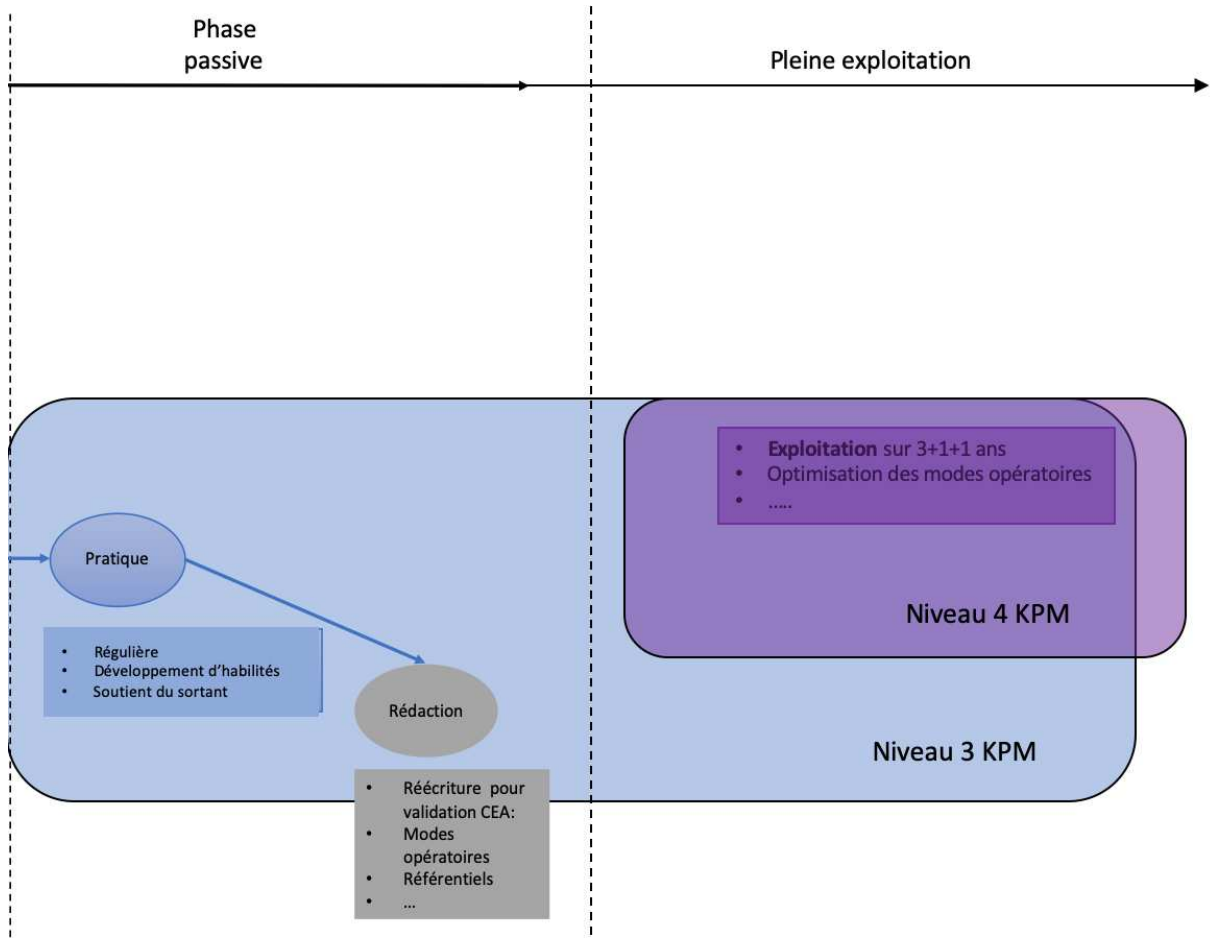 Phase
passive
Pleine exploitation
• Exploitation sur 3+1+1 ans
• Optimisation des modes opératoires
• .....
Pratique
Niveau 4 KPM
• Régulière
• Développement d'habilités
• Soutient du sortant
Rédaction
Niveau 3 KPM
• Réécriture pour
validation CEA:
• Modes
opératoires
• Référentiels
• ...